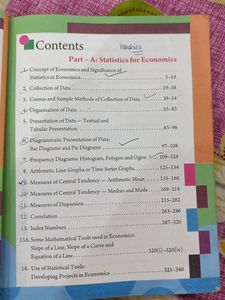 Contents
Part – A: Statistics for Economics
1. Concept of Economics and Significance of
Statistics in Economics ... 3–18
2. Collection of Data ... 19–38
3. Census and Sample Methods of Collection of Data ... 39–54
4. Organisation of Data ... 55–82
5. Presentation of Data— Textual and
Tabular Presentation ... 83–96
6. Diagrammatic Presentation of Data:
Bar Diagrams and Pie Diagrams ... 97–108
7. Frequency Diagrams: Histogram, Polygon and Ogive ... 109–124
8. Arithmetic Line-Graphs or Time Series Graphs ... 125–134
9. Measures of Central Tendency — Arithmetic Mean ... 135–168
10. Measures of Central Tendency — Median and Mode ... 169–214
11. Measures of Dispersion ... 215–262
12. Correlation ... 263–286
13. Index Numbers ... 287–320
13A. Some Mathematical Tools used in Economics:
Slope of a Line, Slope of a Curve and
Equation of a Line ... 320(i)–320(iv)
14. Use of Statistical Tools:
Developing Projects in Economics ... 321–340